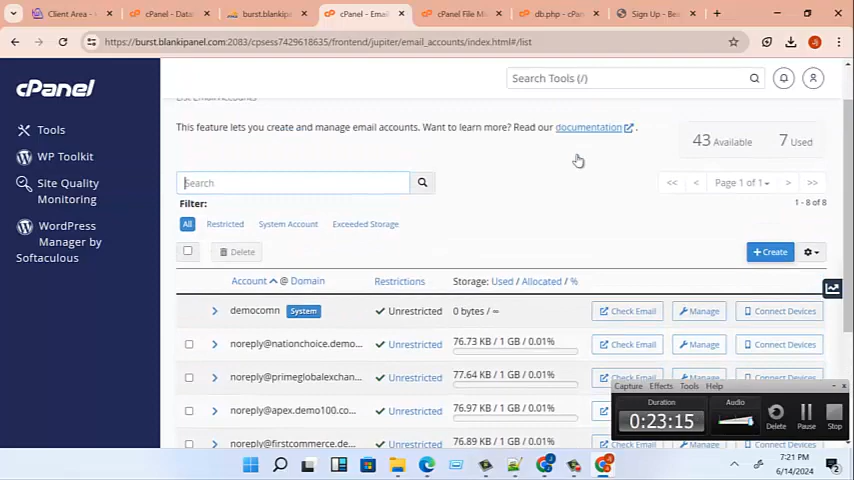 Client Area -
cPanel - Data
burst.blankipanel.
cPanel - Email
cPanel File M
db.php - cPan
Sign Up - Be
https://burst.blankipanel.com:2083/cpsess7429618635/frontend/jupiter/email_accounts/index.html#/list
cPanel
Search Tools (/)
Tools
WP Toolkit
Site Quality
Monitoring
WordPress
Manager by
Softaculous
List Email Accounts
This feature lets you create and manage email accounts. Want to learn more? Read our documentation .
43 Available 7 Used
Search
<< < Page 1 of 1 > >>
1 - 8 of 8
Filter:
All Restricted System Account Exceeded Storage
Delete
+ Create
Account @ Domain Restrictions Storage: Used / Allocated / %
democomn System Unrestricted 0 bytes / ∞ Check Email Manage Connect Devices
noreply@nationchoice.demo... Unrestricted 76.73 KB / 1 GB / 0.01% Check Email Manage Connect Devices
noreply@primeglobalexchan... Unrestricted 77.64 KB / 1 GB / 0.01%
noreply@apex.demo100.co... Unrestricted 76.97 KB / 1 GB / 0.01%
noreply@firstcommerce.de... Unrestricted 76.89 KB / 1 GB / 0.01%
Capture Effects Tools Help
Duration
0:23:15
Audio
Delete Pause Stop
7:21 PM
6/14/2024